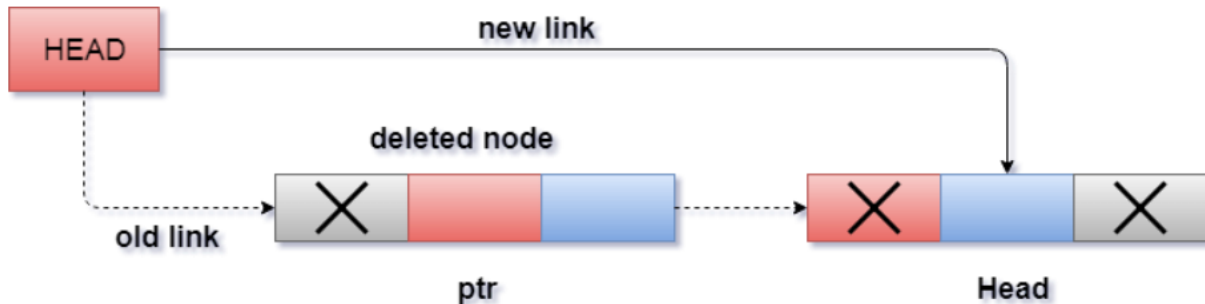 HEAD
new link
deleted node
old link
ptr
Head